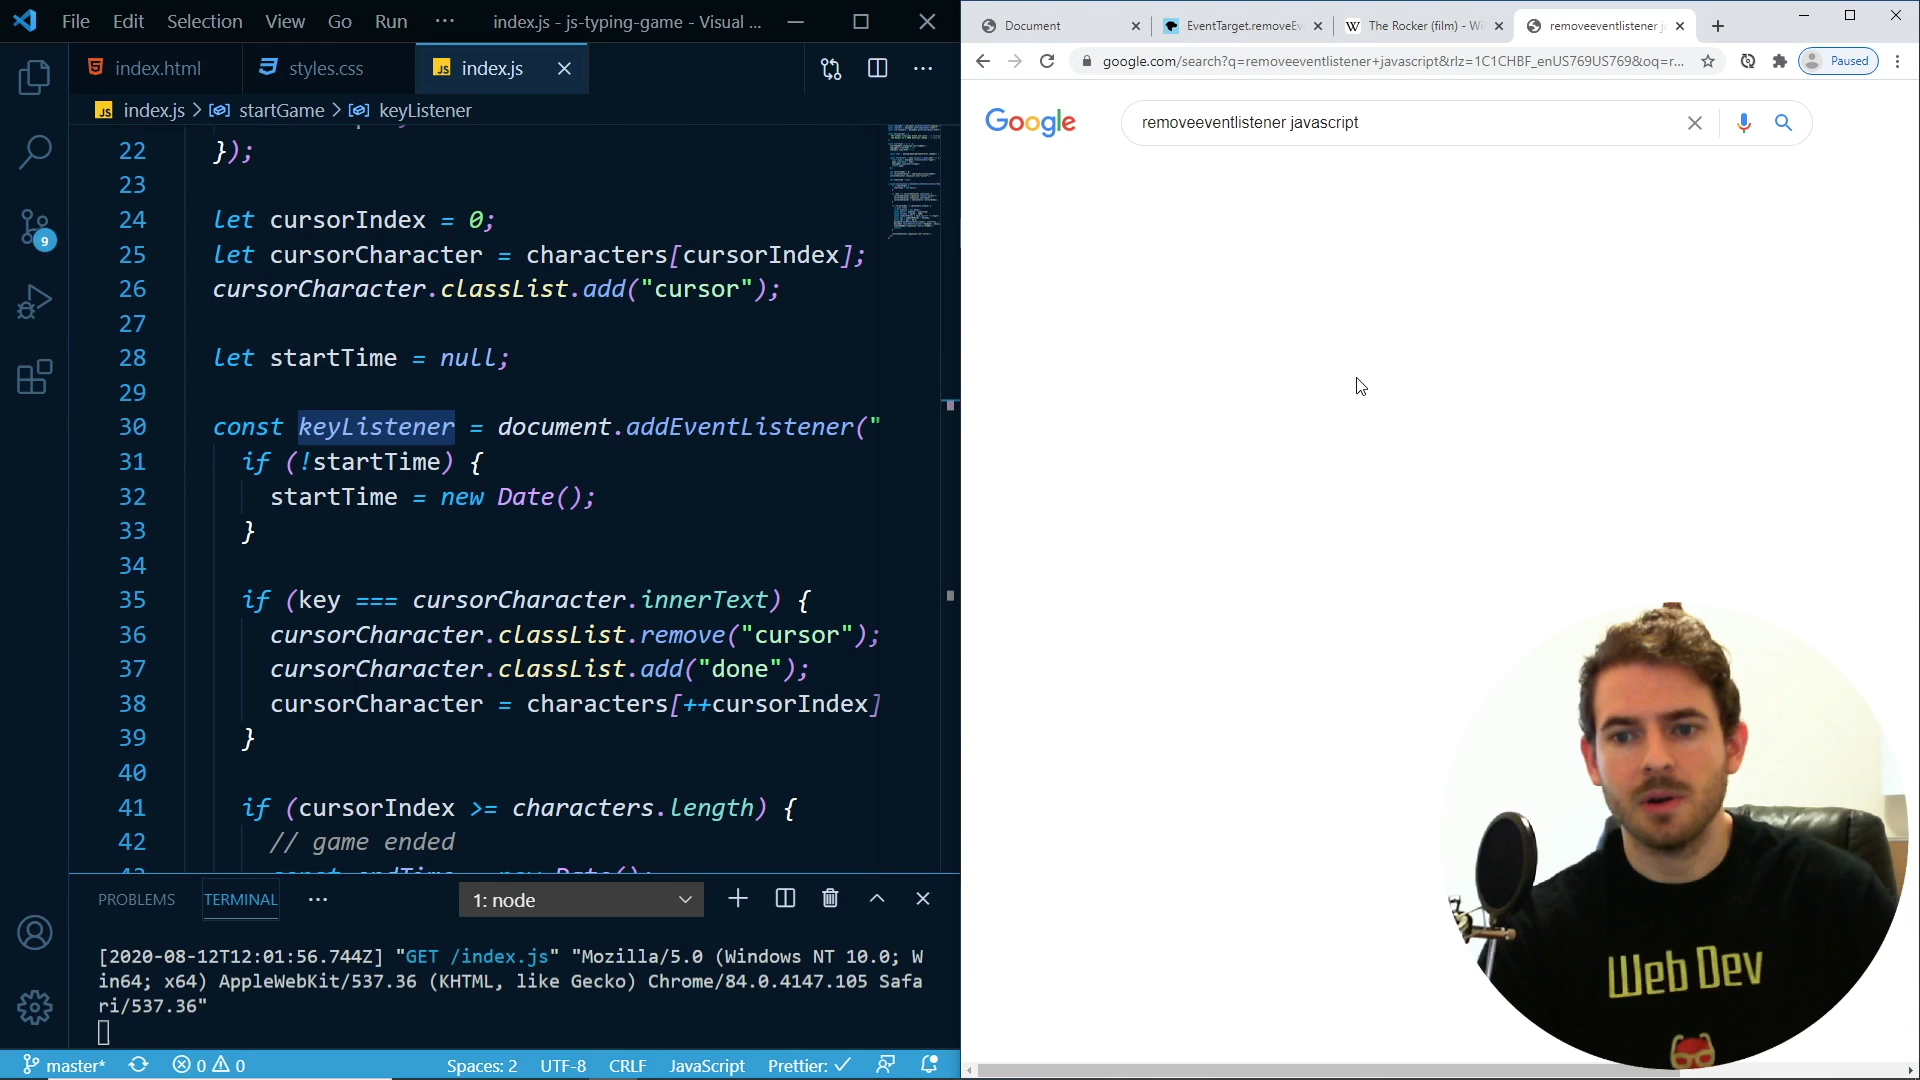 File Edit Selection View Go Run ··· index.js - js-typing-game - Visual ...
index.html styles.css JS index.js
JS index.js > startGame > keyListener
22 });
23
24 let cursorIndex = 0;
25 let cursorCharacter = characters[cursorIndex];
26 cursorCharacter.classList.add("cursor");
27
28 let startTime = null;
29
30 const keyListener = document.addEventListener("
31 if (!startTime) {
32 startTime = new Date();
33 }
34
35 if (key === cursorCharacter.innerText) {
36 cursorCharacter.classList.remove("cursor");
37 cursorCharacter.classList.add("done");
38 cursorCharacter = characters[++cursorIndex]
39 }
40
41 if (cursorIndex >= characters.length) {
42 // game ended
9
PROBLEMS TERMINAL ··· 1: node
[2020-08-12T12:01:56.744Z] "GET /index.js" "Mozilla/5.0 (Windows NT 10.0; W
in64; x64) AppleWebKit/537.36 (KHTML, like Gecko) Chrome/84.0.4147.105 Safa
ri/537.36"
master* 0 0 Spaces: 2 UTF-8 CRLF JavaScript Prettier: ✓
Document EventTarget.removeEv The Rocker (film) - Wi removeeventlistener j
google.com/search?q=removeeventlistener+javascript&rlz=1C1CHBF_enUS769US769&oq=r... Paused
Google removeeventlistener javascript
Web Dev